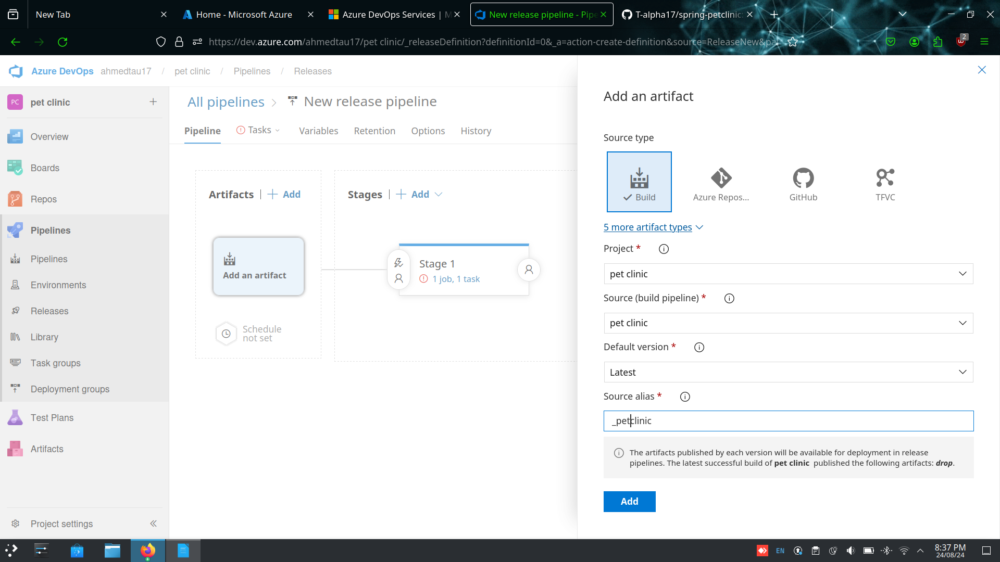 New Tab
Home - Microsoft Azure
Azure DevOps Services | M
New release pipeline - Pipe
T-alpha17/spring-petclinic:
https://dev.azure.com/ahmedtau17/pet clinic/_releaseDefinition?definitionId=0&_a=action-create-definition&source=ReleaseNew&pa
2
Azure DevOps ahmedtau17 / pet clinic / Pipelines / Releases
PC pet clinic
Overview
Boards
Repos
Pipelines
Pipelines
Environments
Releases
Library
Task groups
Deployment groups
Test Plans
Artifacts
Project settings
All pipelines > New release pipeline
Pipeline Tasks Variables Retention Options History
Artifacts | + Add
Add an artifact
Schedule
not set
Stages | + Add
Stage 1
1 job, 1 task
Add an artifact
Source type
Build
Azure Repos...
GitHub
TFVC
5 more artifact types
Project *
pet clinic
Source (build pipeline) *
pet clinic
Default version *
Latest
Source alias *
_petclinic
The artifacts published by each version will be available for deployment in release
pipelines. The latest successful build of pet clinic published the following artifacts: drop.
Add
EN
8:37 PM
24/08/24